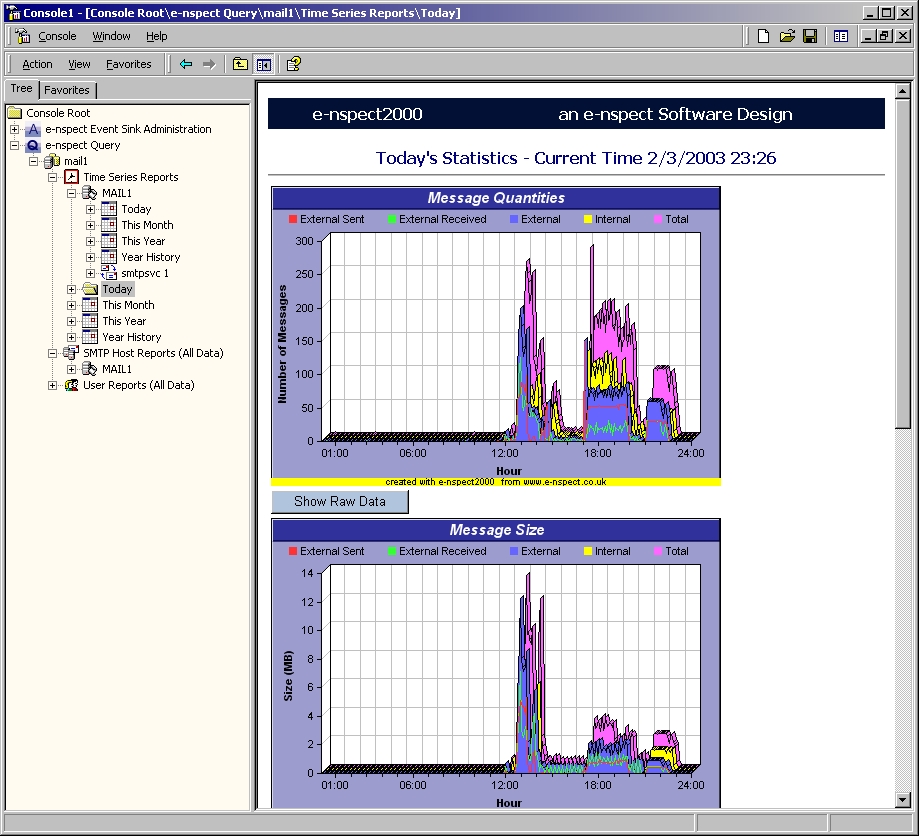 Console1 - [Console Root\e-nspect Query\mail1\Time Series Reports\Today]
Console Window Help
Action View Favorites
Tree Favorites
Console Root
e-nspect Event Sink Administration
e-nspect Query
mail1
Time Series Reports
MAIL1
Today
This Month
This Year
Year History
smtpsvc 1
Today
This Month
This Year
Year History
SMTP Host Reports (All Data)
MAIL1
User Reports (All Data)
e-nspect2000 an e-nspect Software Design
Today's Statistics - Current Time 2/3/2003 23:26
Message Quantities
External Sent External Received External Internal Total
300
250
200
150
100
50
0
Number of Messages
01:00 06:00 12:00 18:00 24:00
Hour
created with e-nspect2000 from www.e-nspect.co.uk
Show Raw Data
Message Size
External Sent External Received External Internal Total
14
12
10
8
6
4
2
0
Size (MB)
01:00 06:00 12:00 18:00 24:00
Hour